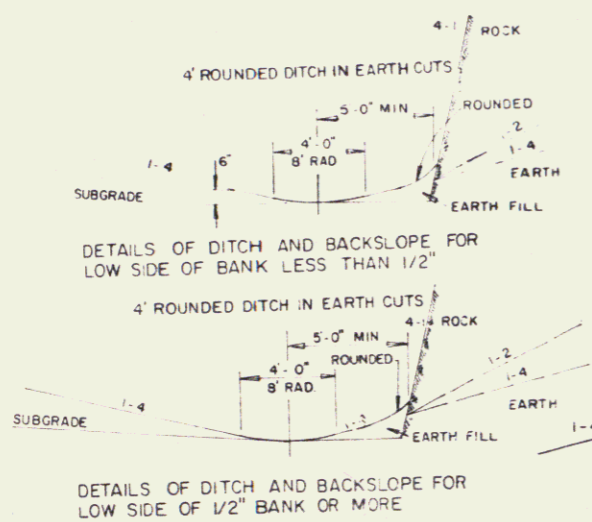 4-1 ROCK
4' ROUNDED DITCH IN EARTH CUTS
5'-0" MIN
ROUNDED
4'-0"
8' RAD
1-2
1-4
1-4
6"
EARTH
SUBGRADE
EARTH FILL
DETAILS OF DITCH AND BACKSLOPE FOR
LOW SIDE OF BANK LESS THAN 1/2"
4' ROUNDED DITCH IN EARTH CUTS
5'-0" MIN
4-1
ROCK
ROUNDED
4'-0"
8' RAD.
1-2
1-4
1-4
EARTH
SUBGRADE
EARTH FILL
DETAILS OF DITCH AND BACKSLOPE FOR
LOW SIDE OF 1/2" BANK OR MORE